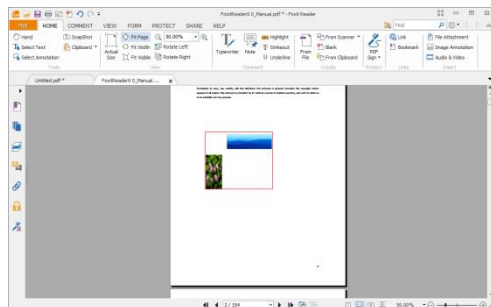 FoxitReader6.0_Manual.pdf * - Foxit Reader
FILE HOME COMMENT VIEW FORM PROTECT SHARE HELP
Find
Hand SnapShot
Select Text Clipboard
Select Annotation
Actual Size
Fit Page
Fit Width
Fit Visible
90.00%
Rotate Left
Rotate Right
Typewriter Note
Highlight
Strikeout
Underline
From File
From Scanner
Blank
From Clipboard
PDF Sign
Link
Bookmark
File Attachment
Image Annotation
Audio & Video
Tools View Comment Create Protect Links Insert
Untitled.pdf * FoxitReader6.0_Manual....
2 / 154